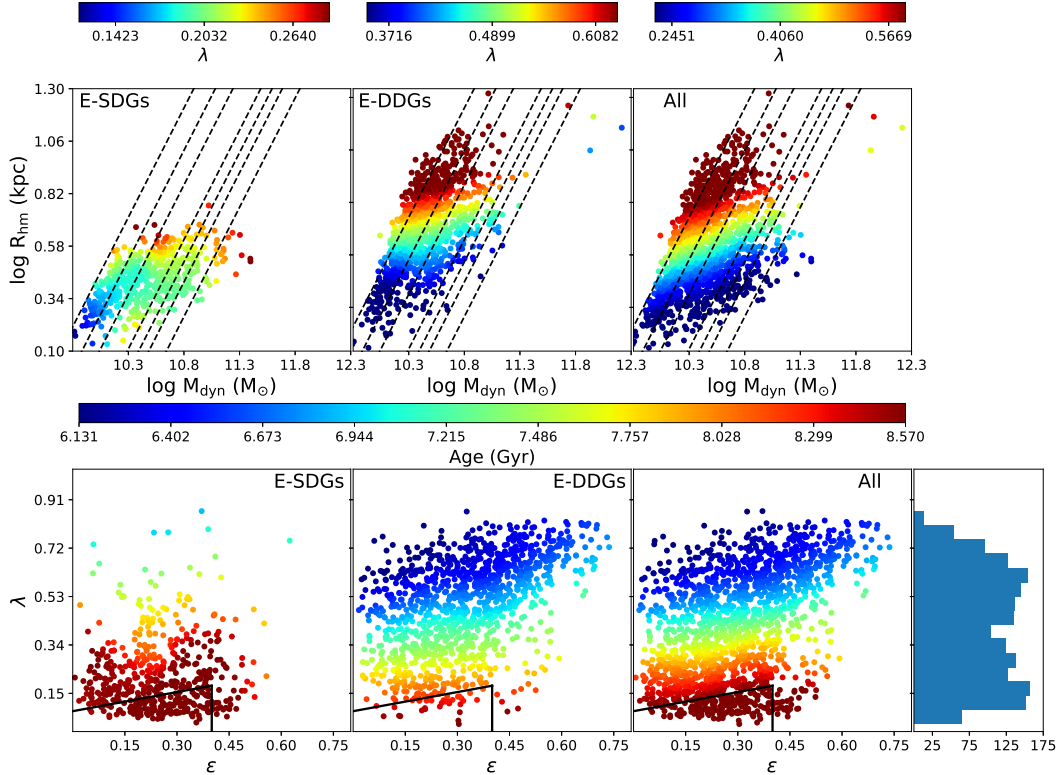 0.1423 0.2032 0.2640 0.3716 0.4899 0.6082 0.2451 0.4060 0.5669
λ λ λ
E-SDGs E-DDGs All
1.30
1.06
0.82
0.58
0.34
0.10
log R_hm (kpc)
10.3 10.8 11.3 11.8 12.3 10.3 10.8 11.3 11.8 12.3 10.3 10.8 11.3 11.8 12.3
log M_dyn (M_⊙) log M_dyn (M_⊙) log M_dyn (M_⊙)
6.131 6.402 6.673 6.944 7.215 7.486 7.757 8.028 8.299 8.570
Age (Gyr)
E-SDGs E-DDGs All
0.91
0.72
0.53
0.34
0.15
λ
0.15 0.30 0.45 0.60 0.75 0.15 0.30 0.45 0.60 0.75 0.15 0.30 0.45 0.60 0.75 25 75 125 175
ε ε ε